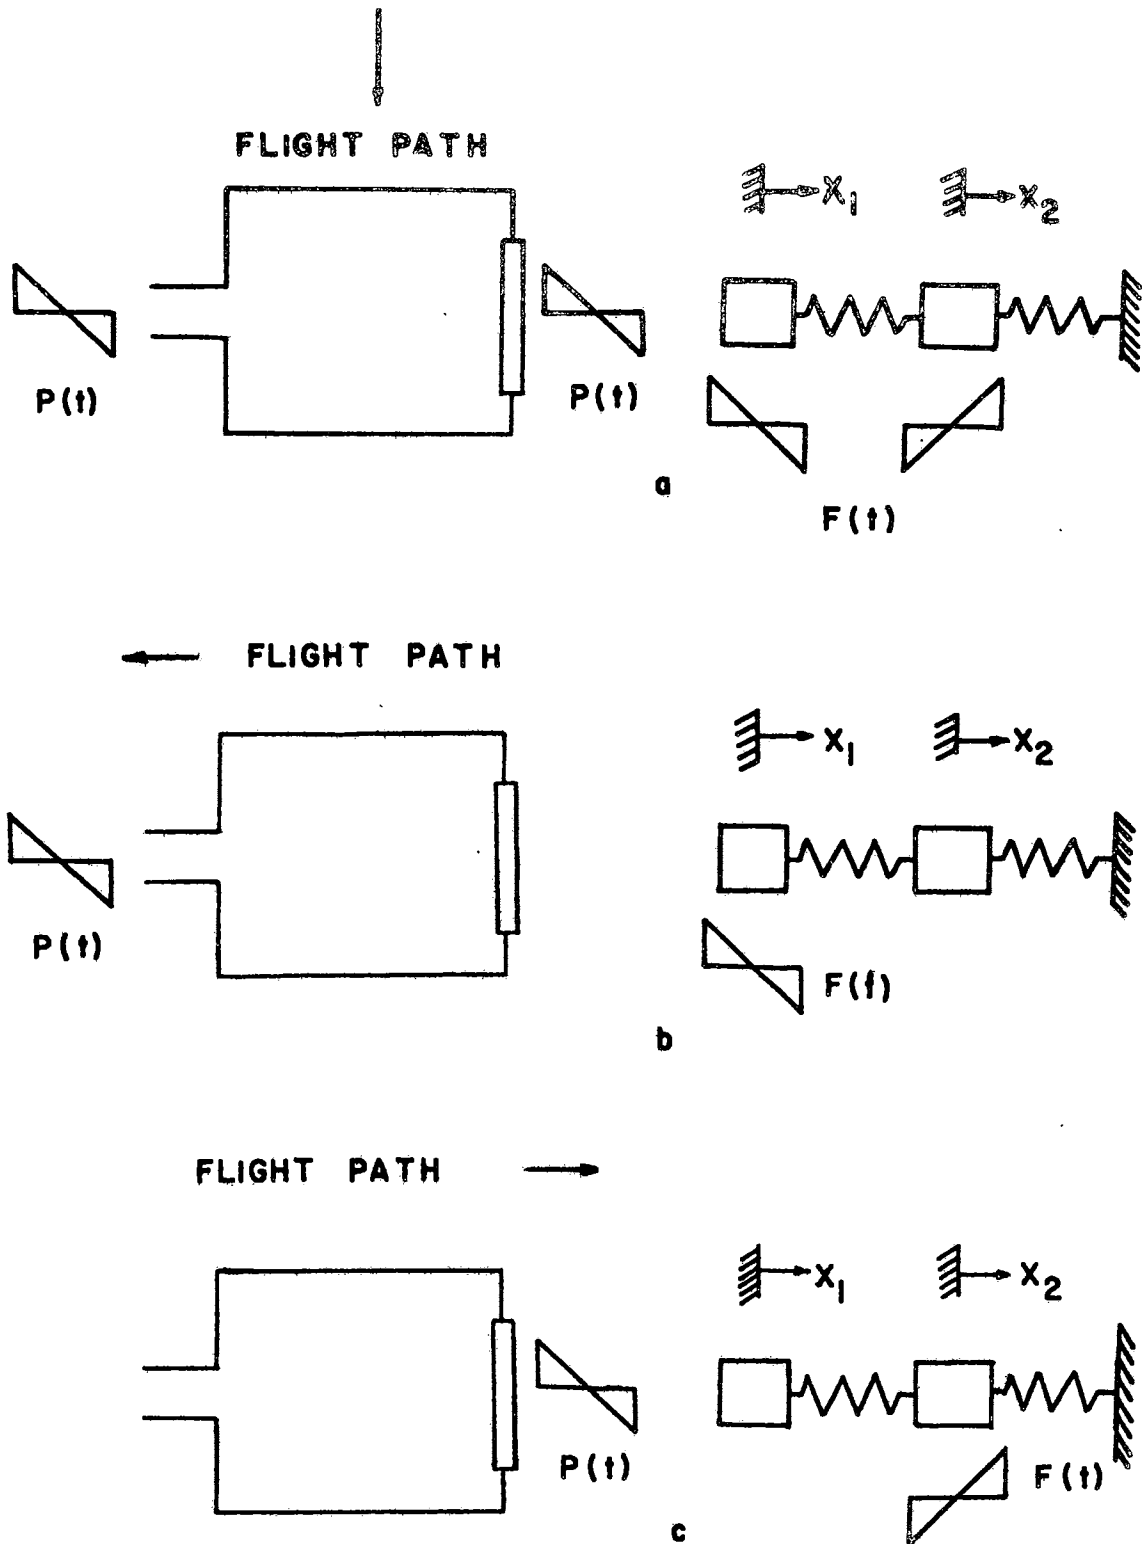 FLIGHT PATH
X1
X2
P(t)
P(t)
F(t)
a
FLIGHT PATH
X1
X2
P(t)
F(f)
b
FLIGHT PATH
X1
X2
P(t)
F(t)
c